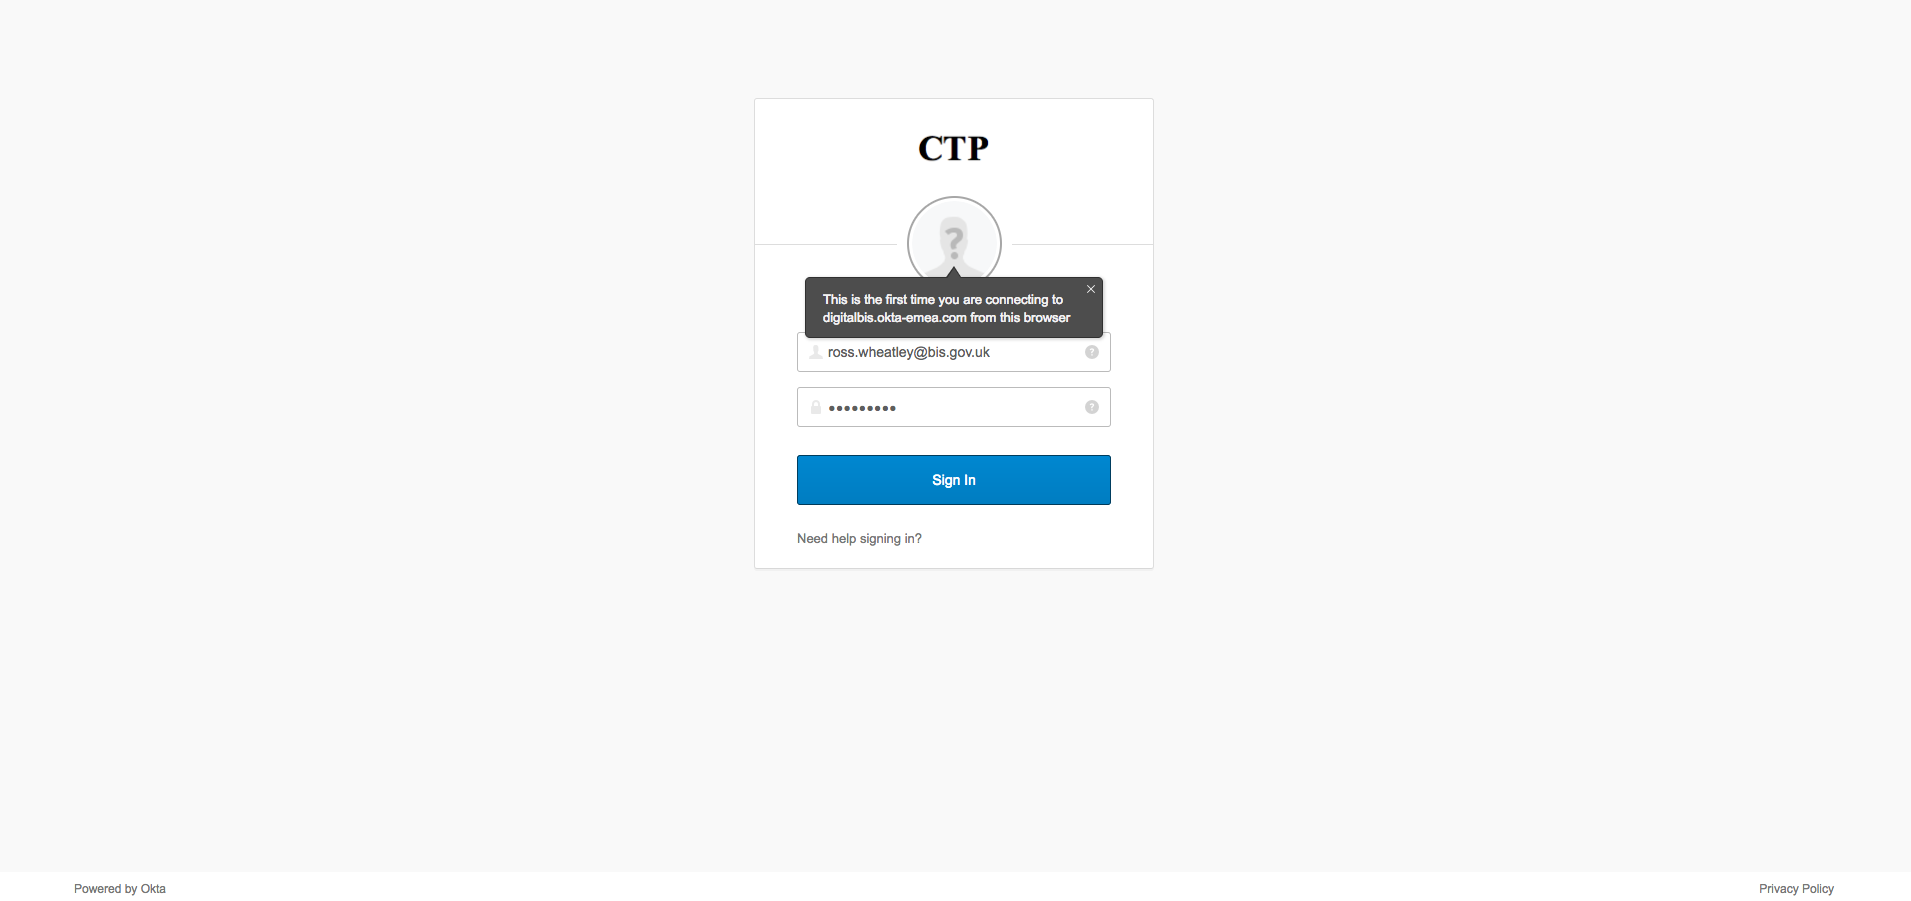 CTP
?
This is the first time you are connecting to
digitalbis.okta-emea.com from this browser
ross.wheatley@bis.gov.uk
?
•••••••••
?
Sign In
Need help signing in?
Powered by Okta
Privacy Policy